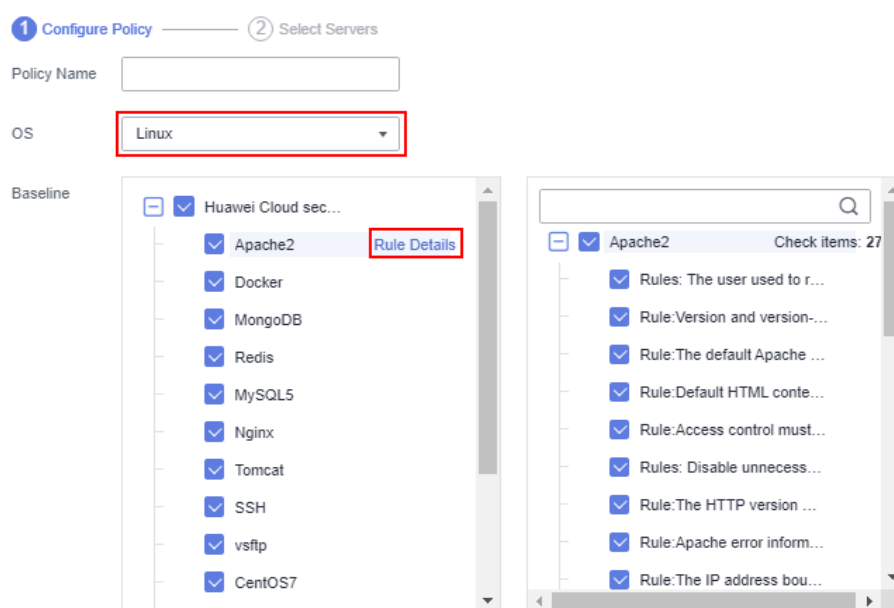 1 Configure Policy 2 Select Servers
Policy Name
OS Linux
Baseline
Huawei Cloud sec...
Apache2 Rule Details
Docker
MongoDB
Redis
MySQL5
Nginx
Tomcat
SSH
vsftp
CentOS7
Apache2 Check items: 27
Rules: The user used to r...
Rule:Version and version-...
Rule:The default Apache ...
Rule:Default HTML conte...
Rule:Access control must...
Rules: Disable unnecess...
Rule:The HTTP version ...
Rule:Apache error inform...
Rule:The IP address bou...